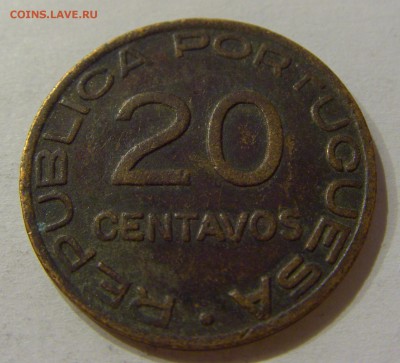 COINS.LAVE.RU
REPUBLICA PORTUGUESA
20
CENTAVOS